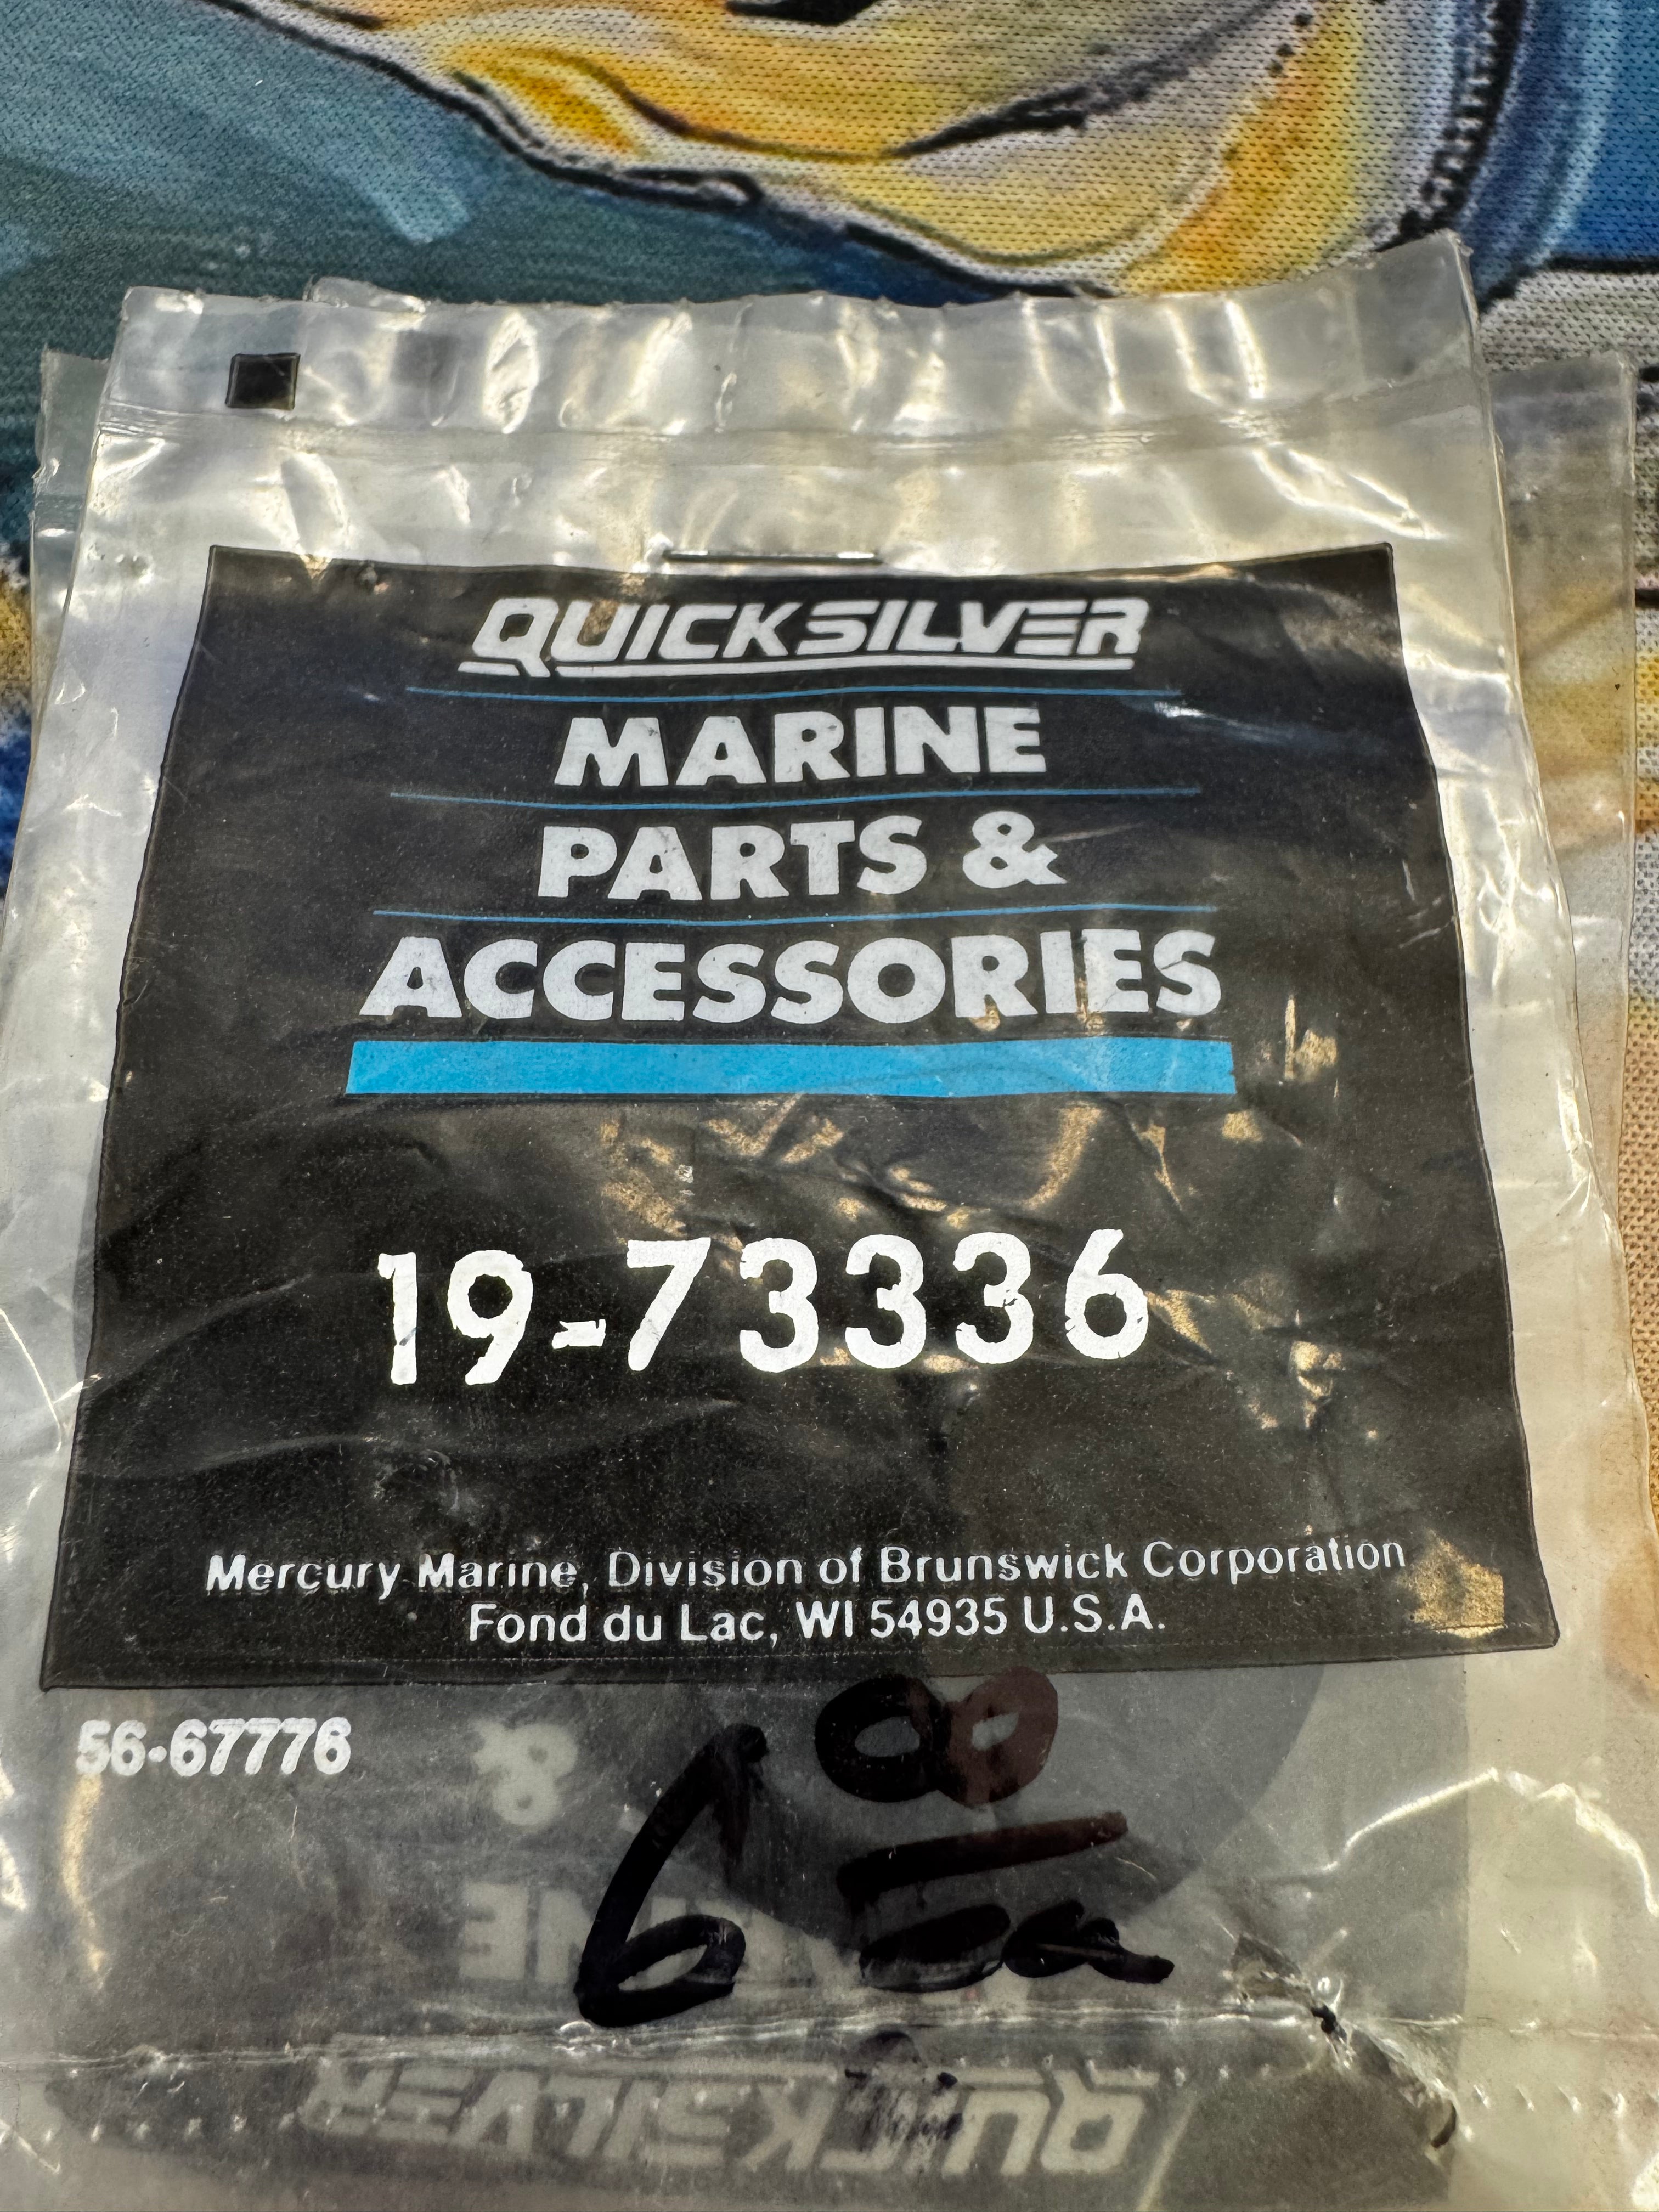 QUICKSILVER
MARINE
PARTS &
ACCESSORIES
19-73336
Mercury Marine, Division of Brunswick Corporation
Fond du Lac, WI 54935 U.S.A.
56-67776
&
6 00
ea
QUICKSILVER